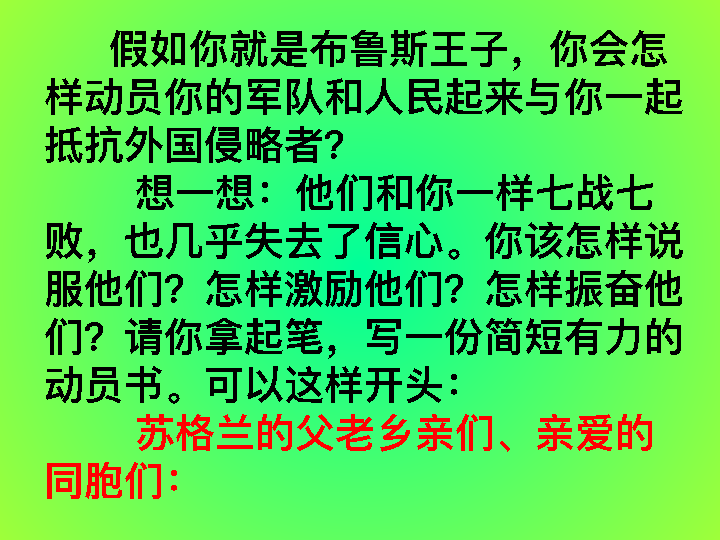 假如你就是布鲁斯王子，你会怎
样动员你的军队和人民起来与你一起
抵抗外国侵略者？
想一想：他们和你一样七战七
败，也几乎失去了信心。你该怎样说
服他们？怎样激励他们？怎样振奋他
们？请你拿起笔，写一份简短有力的
动员书。可以这样开头：
苏格兰的父老乡亲们、亲爱的
同胞们：